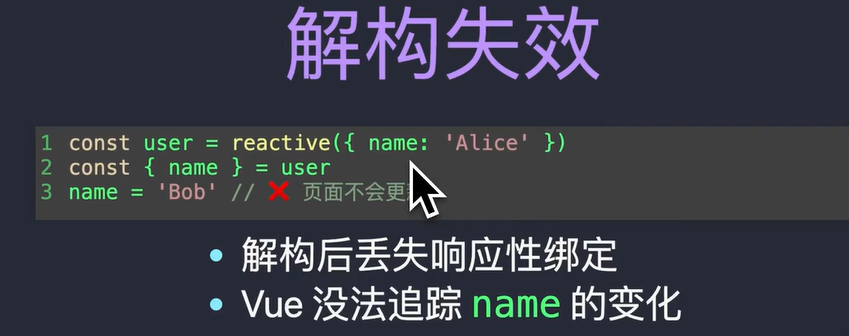 解构失效
1 const user = reactive({ name: 'Alice' })
2 const { name } = user
3 name = 'Bob' // ❌ 页面不会更
解构后丢失响应性绑定
Vue 没法追踪 name 的变化